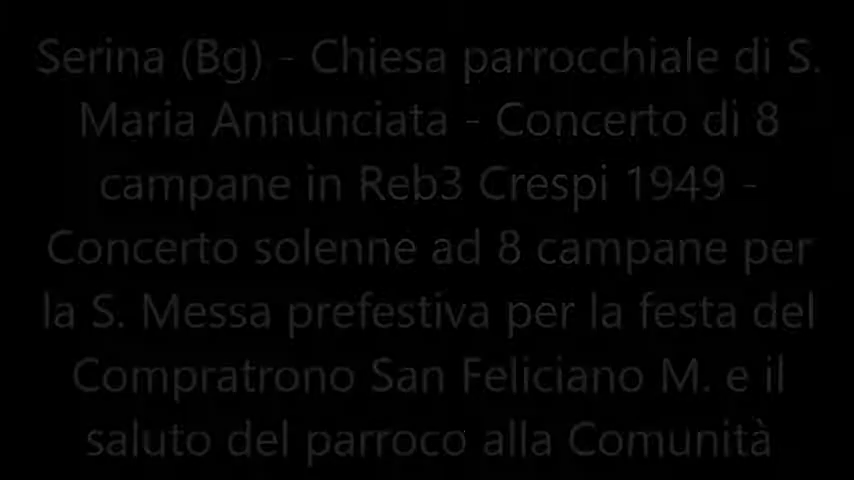 Serina (Bg) - Chiesa parrocchiale di S.
Maria Annunciata - Concerto di 8
campane in Reb3 Crespi 1949 -
Concerto solenne ad 8 campane per
la S. Messa prefestiva per la festa del
Compratrono San Feliciano M. e il
saluto del parroco alla Comunità